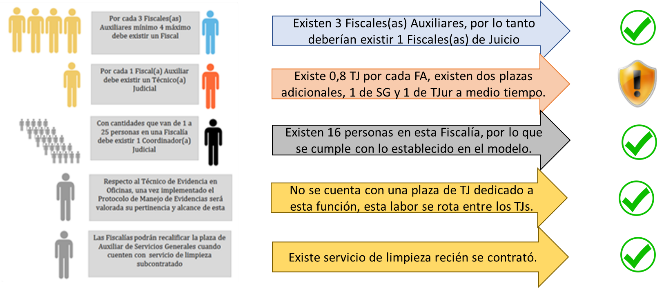 Por cada 3 Fiscales(as)
Auxiliares mínimo 4 máximo
debe existir un Fiscal
Existen 3 Fiscales(as) Auxiliares, por lo tanto
deberían existir 1 Fiscales(as) de Juicio
Por cada 1 Fiscal(a) Auxiliar
debe existir un Técnico(a)
Judicial
Existe 0,8 TJ por cada FA, existen dos plazas
adicionales, 1 de SG y 1 de TJur a medio tiempo.
Con cantidades que van de 1 a
25 personas en una Fiscalía
debe existir 1 Coordinador(a)
Judicial
Existen 16 personas en esta Fiscalía, por lo que
se cumple con lo establecido en el modelo.
Respecto al Técnico de Evidencia en
Oficinas, una vez implementado el
Protocolo de Manejo de Evidencias será
valorada su pertinencia y alcance de esta
No se cuenta con una plaza de TJ dedicado a
esta función, esta labor se rota entre los TJs.
Las Fiscalías podrán recalificar la plaza de
Auxiliar de Servicios Generales cuando
cuenten con servicio de limpieza
subcontratado
Existe servicio de limpieza recién se contrató.